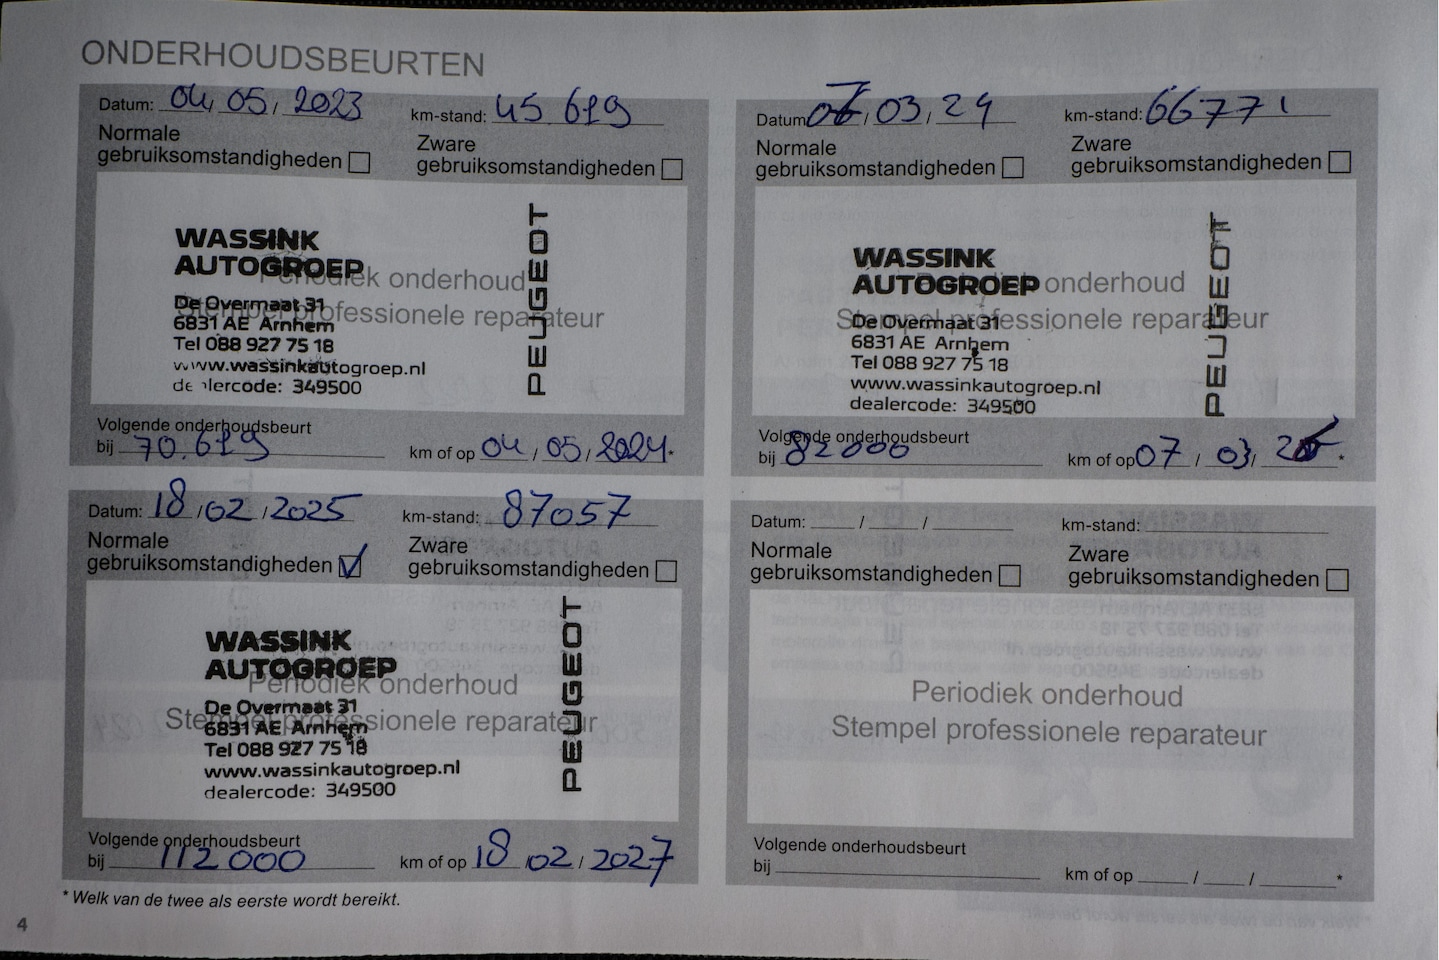 ONDERHOUDSBEURTEN
Datum: 04/05/2023 km-stand: 45 619
Normale gebruiksomstandigheden Zware gebruiksomstandigheden
WASSINK
AUTOGROEP
Periodiek onderhoud
Stempel professionele reparateur
De Overmaat 31
6831 AE Arnhem
Tel 088 927 75 18
www.wassinkautogroep.nl
dealercode: 349500
PEUGEOT
Volgende onderhoudsbeurt
bij 70.619 km of op 04/05/2024*
Datum: /03/24 km-stand: 66771
Normale gebruiksomstandigheden Zware gebruiksomstandigheden
WASSINK
AUTOGROEP
Periodiek onderhoud
Stempel professionele reparateur
De Overmaat 31
6831 AE Arnhem
Tel 088 927 75 18
www.wassinkautogroep.nl
dealercode: 349500
PEUGEOT
Volgende onderhoudsbeurt
bij 82000 km of op 07/03/ *
Datum: 18/02/2025 km-stand: 87057
Normale gebruiksomstandigheden Zware gebruiksomstandigheden
WASSINK
AUTOGROEP
Periodiek onderhoud
Stempel professionele reparateur
De Overmaat 31
6831 AE Arnhem
Tel 088 927 75 18
www.wassinkautogroep.nl
dealercode: 349500
PEUGEOT
Volgende onderhoudsbeurt
bij 112000 km of op 18/02/2027
Datum: / / km-stand:
Normale gebruiksomstandigheden Zware gebruiksomstandigheden
Periodiek onderhoud
Stempel professionele reparateur
Volgende onderhoudsbeurt
bij km of op / / *
* Welk van de twee als eerste wordt bereikt.
4